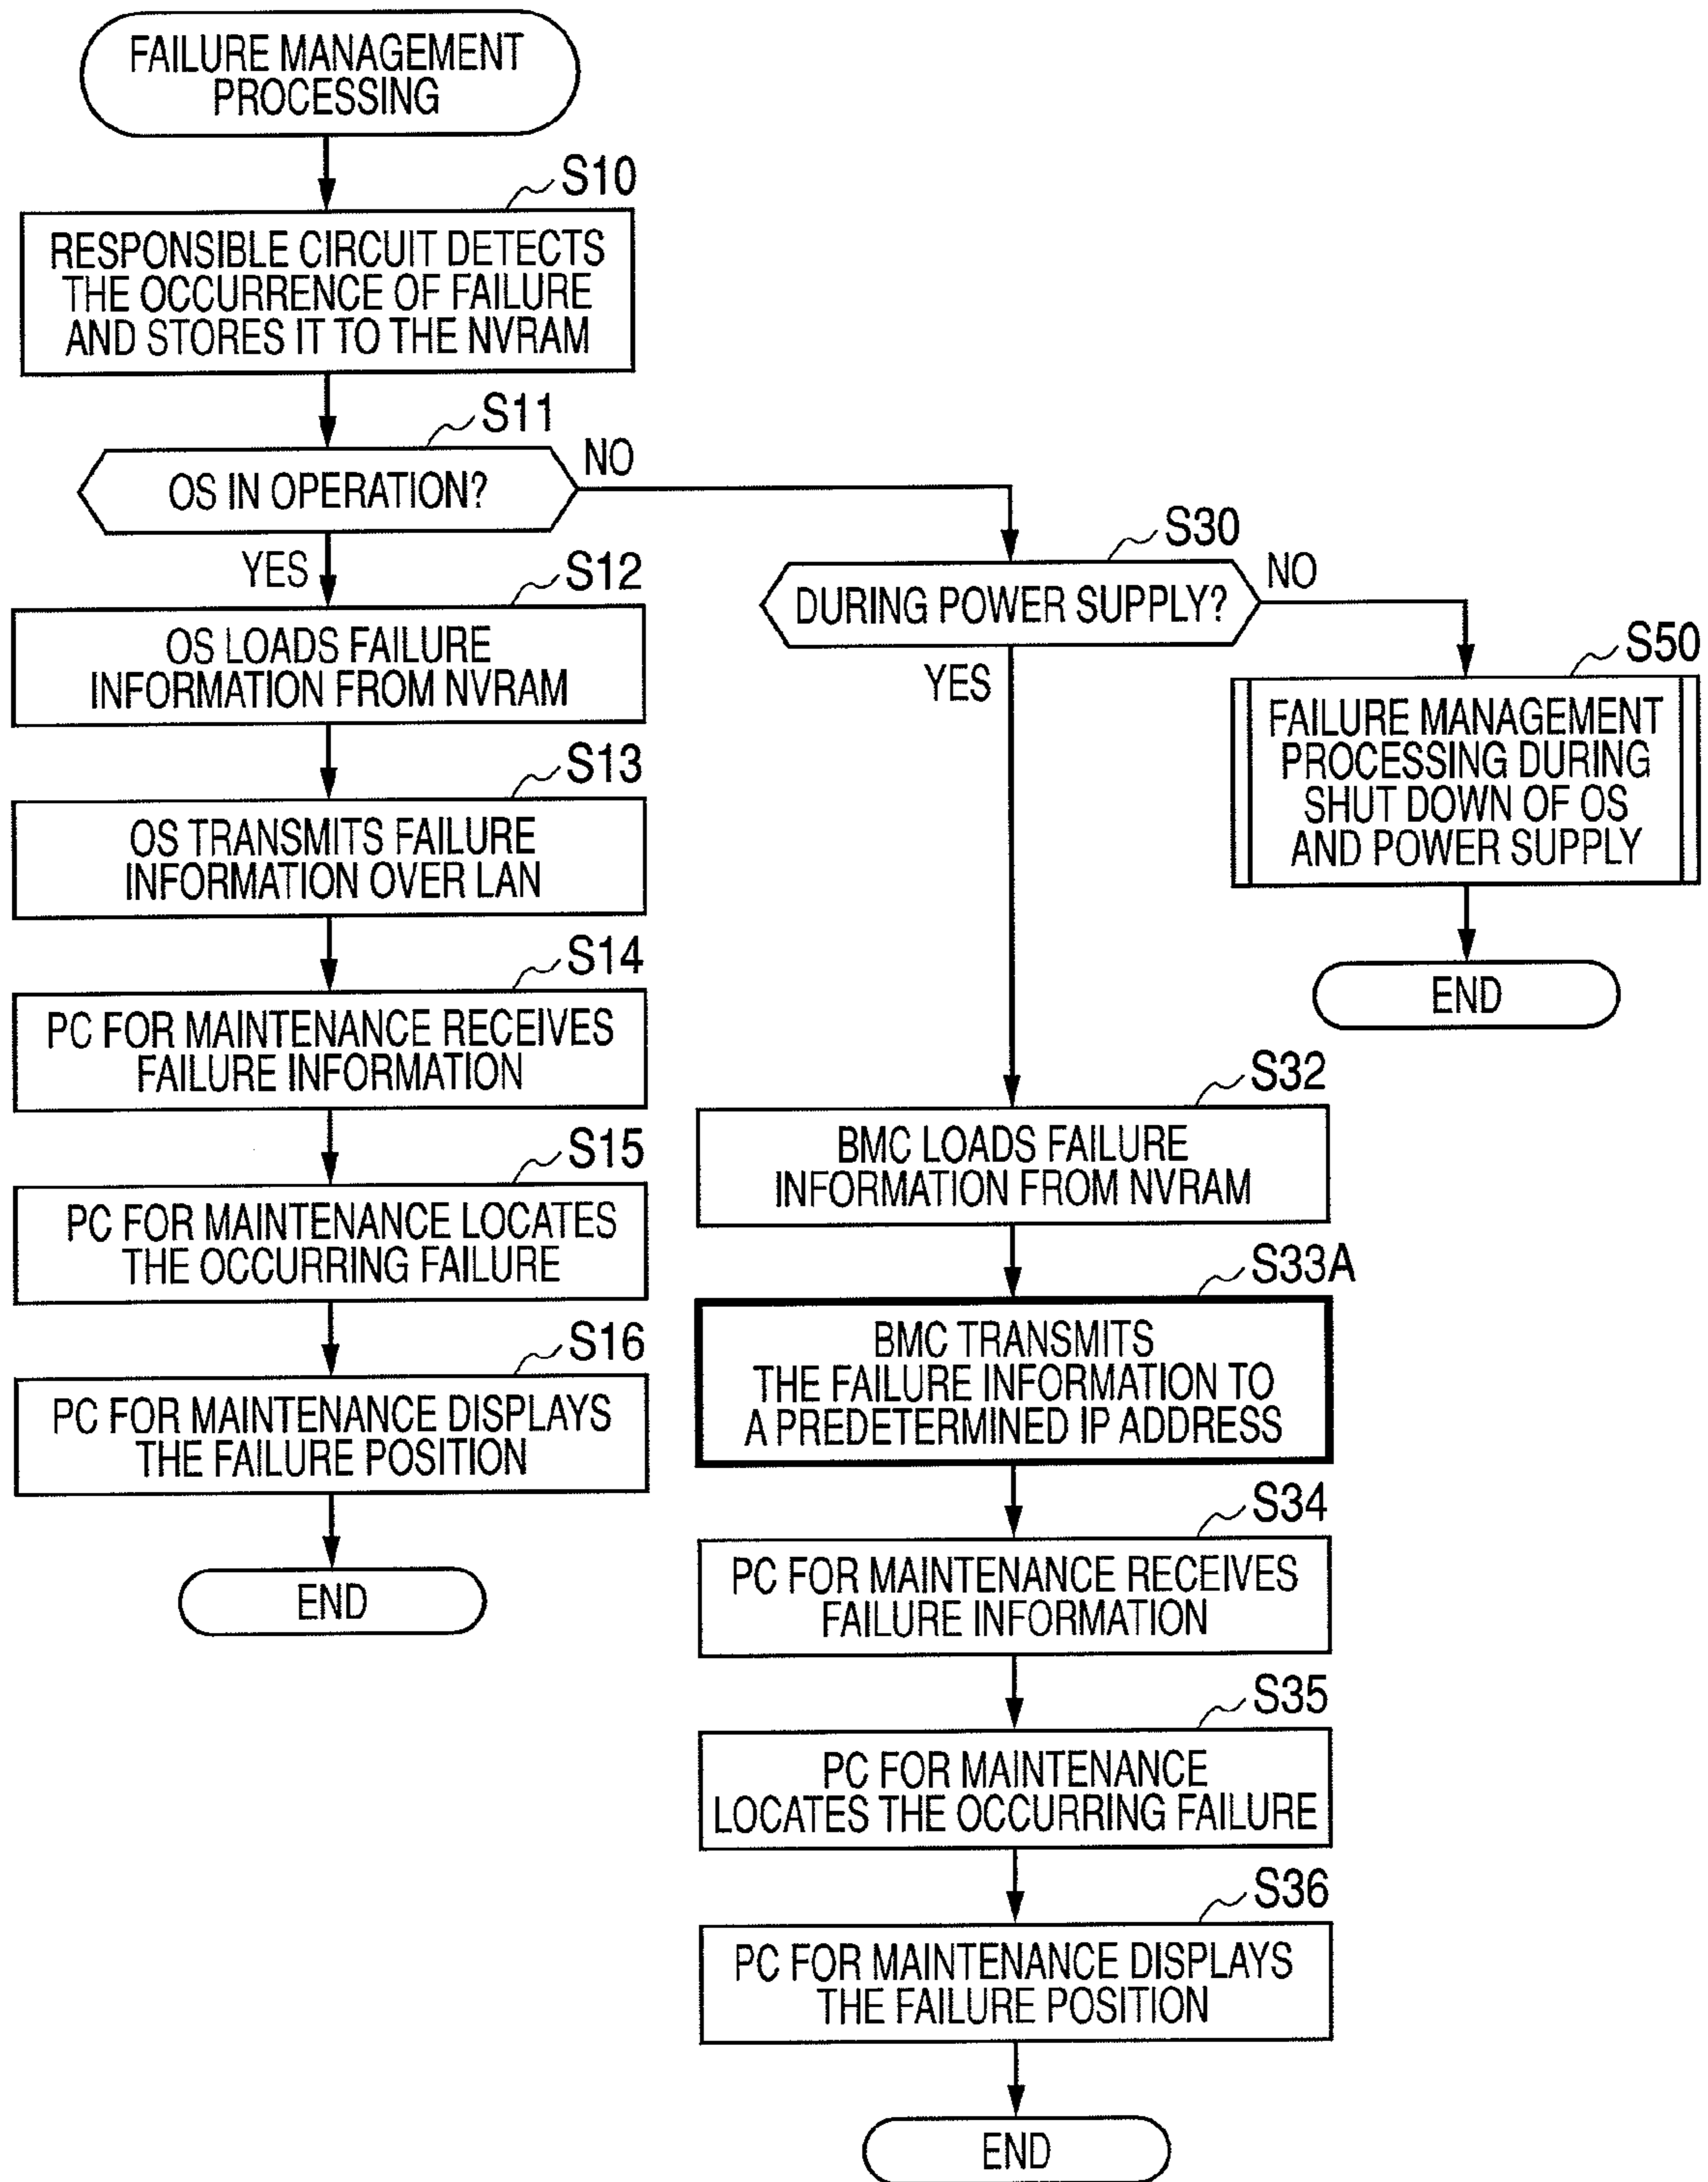 FAILURE MANAGEMENT
PROCESSING
S10
RESPONSIBLE CIRCUIT DETECTS
THE OCCURRENCE OF FAILURE
AND STORES IT TO THE NVRAM
S11
OS IN OPERATION?
NO
YES
S12
OS LOADS FAILURE
INFORMATION FROM NVRAM
S13
OS TRANSMITS FAILURE
INFORMATION OVER LAN
S14
PC FOR MAINTENANCE RECEIVES
FAILURE INFORMATION
S15
PC FOR MAINTENANCE LOCATES
THE OCCURRING FAILURE
S16
PC FOR MAINTENANCE DISPLAYS
THE FAILURE POSITION
END
S30
DURING POWER SUPPLY?
NO
YES
S50
FAILURE MANAGEMENT
PROCESSING DURING
SHUT DOWN OF OS
AND POWER SUPPLY
END
S32
BMC LOADS FAILURE
INFORMATION FROM NVRAM
S33A
BMC TRANSMITS
THE FAILURE INFORMATION TO
A PREDETERMINED IP ADDRESS
S34
PC FOR MAINTENANCE RECEIVES
FAILURE INFORMATION
S35
PC FOR MAINTENANCE
LOCATES THE OCCURRING FAILURE
S36
PC FOR MAINTENANCE DISPLAYS
THE FAILURE POSITION
END